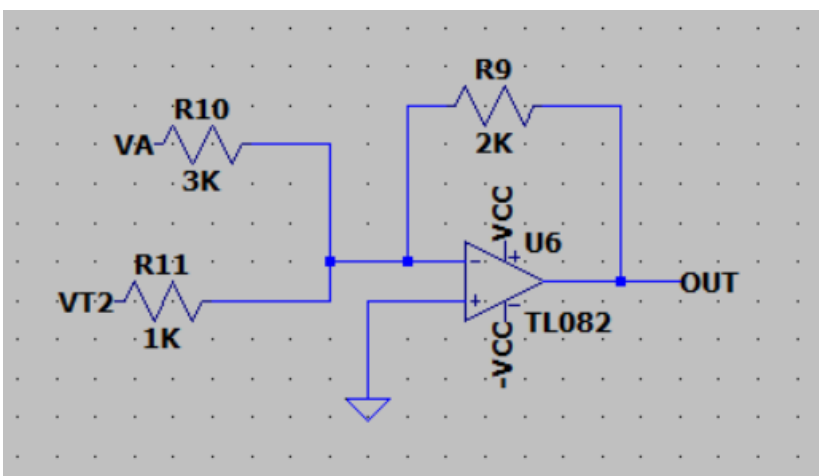 R9
2K
R10
VA
3K
R11
VT2
1K
VCC
U6
- +
+ -
OUT
TL082
-VCC